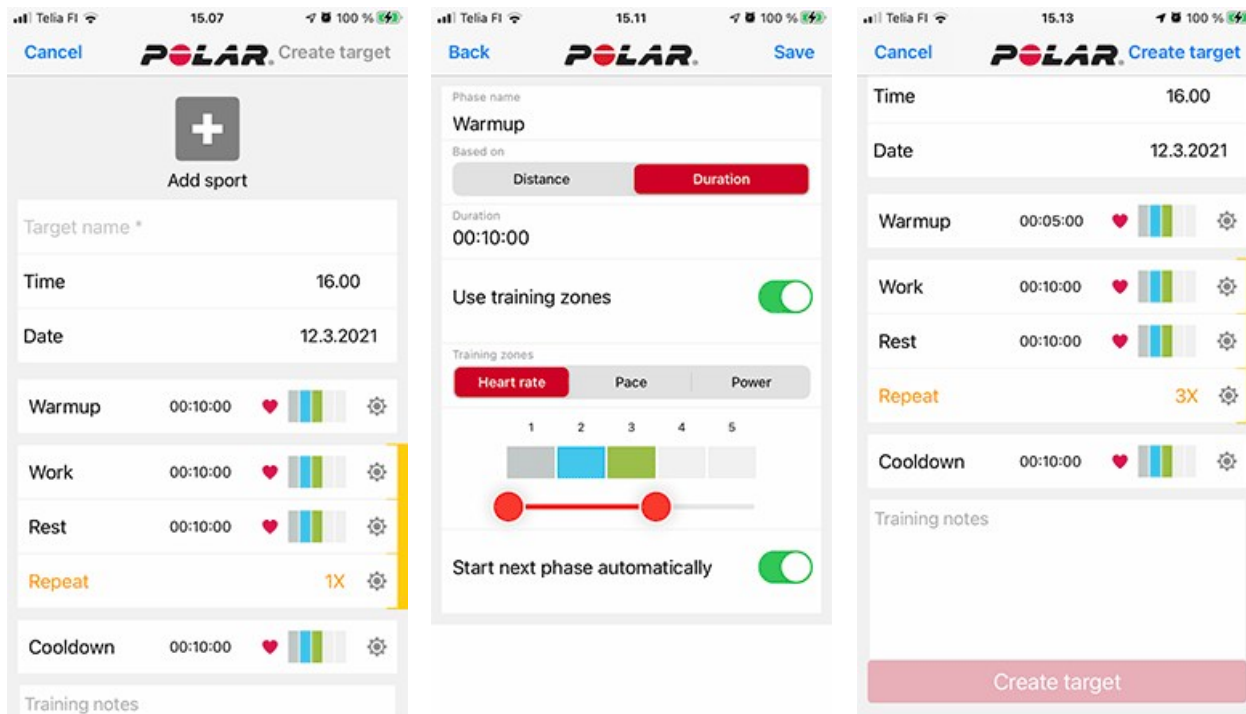 Telia FI 15.07 100 %
Cancel POLAR. Create target
Add sport
Target name *
Time 16.00
Date 12.3.2021
Warmup 00:10:00
Work 00:10:00
Rest 00:10:00
Repeat 1X
Cooldown 00:10:00
Training notes
Telia FI 15.11 100 %
Back POLAR. Save
Phase name
Warmup
Based on
Distance Duration
Duration
00:10:00
Use training zones
Training zones
Heart rate Pace Power
1 2 3 4 5
Start next phase automatically
Telia FI 15.13 100 %
Cancel POLAR. Create target
Time 16.00
Date 12.3.2021
Warmup 00:05:00
Work 00:10:00
Rest 00:10:00
Repeat 3X
Cooldown 00:10:00
Training notes
Create target